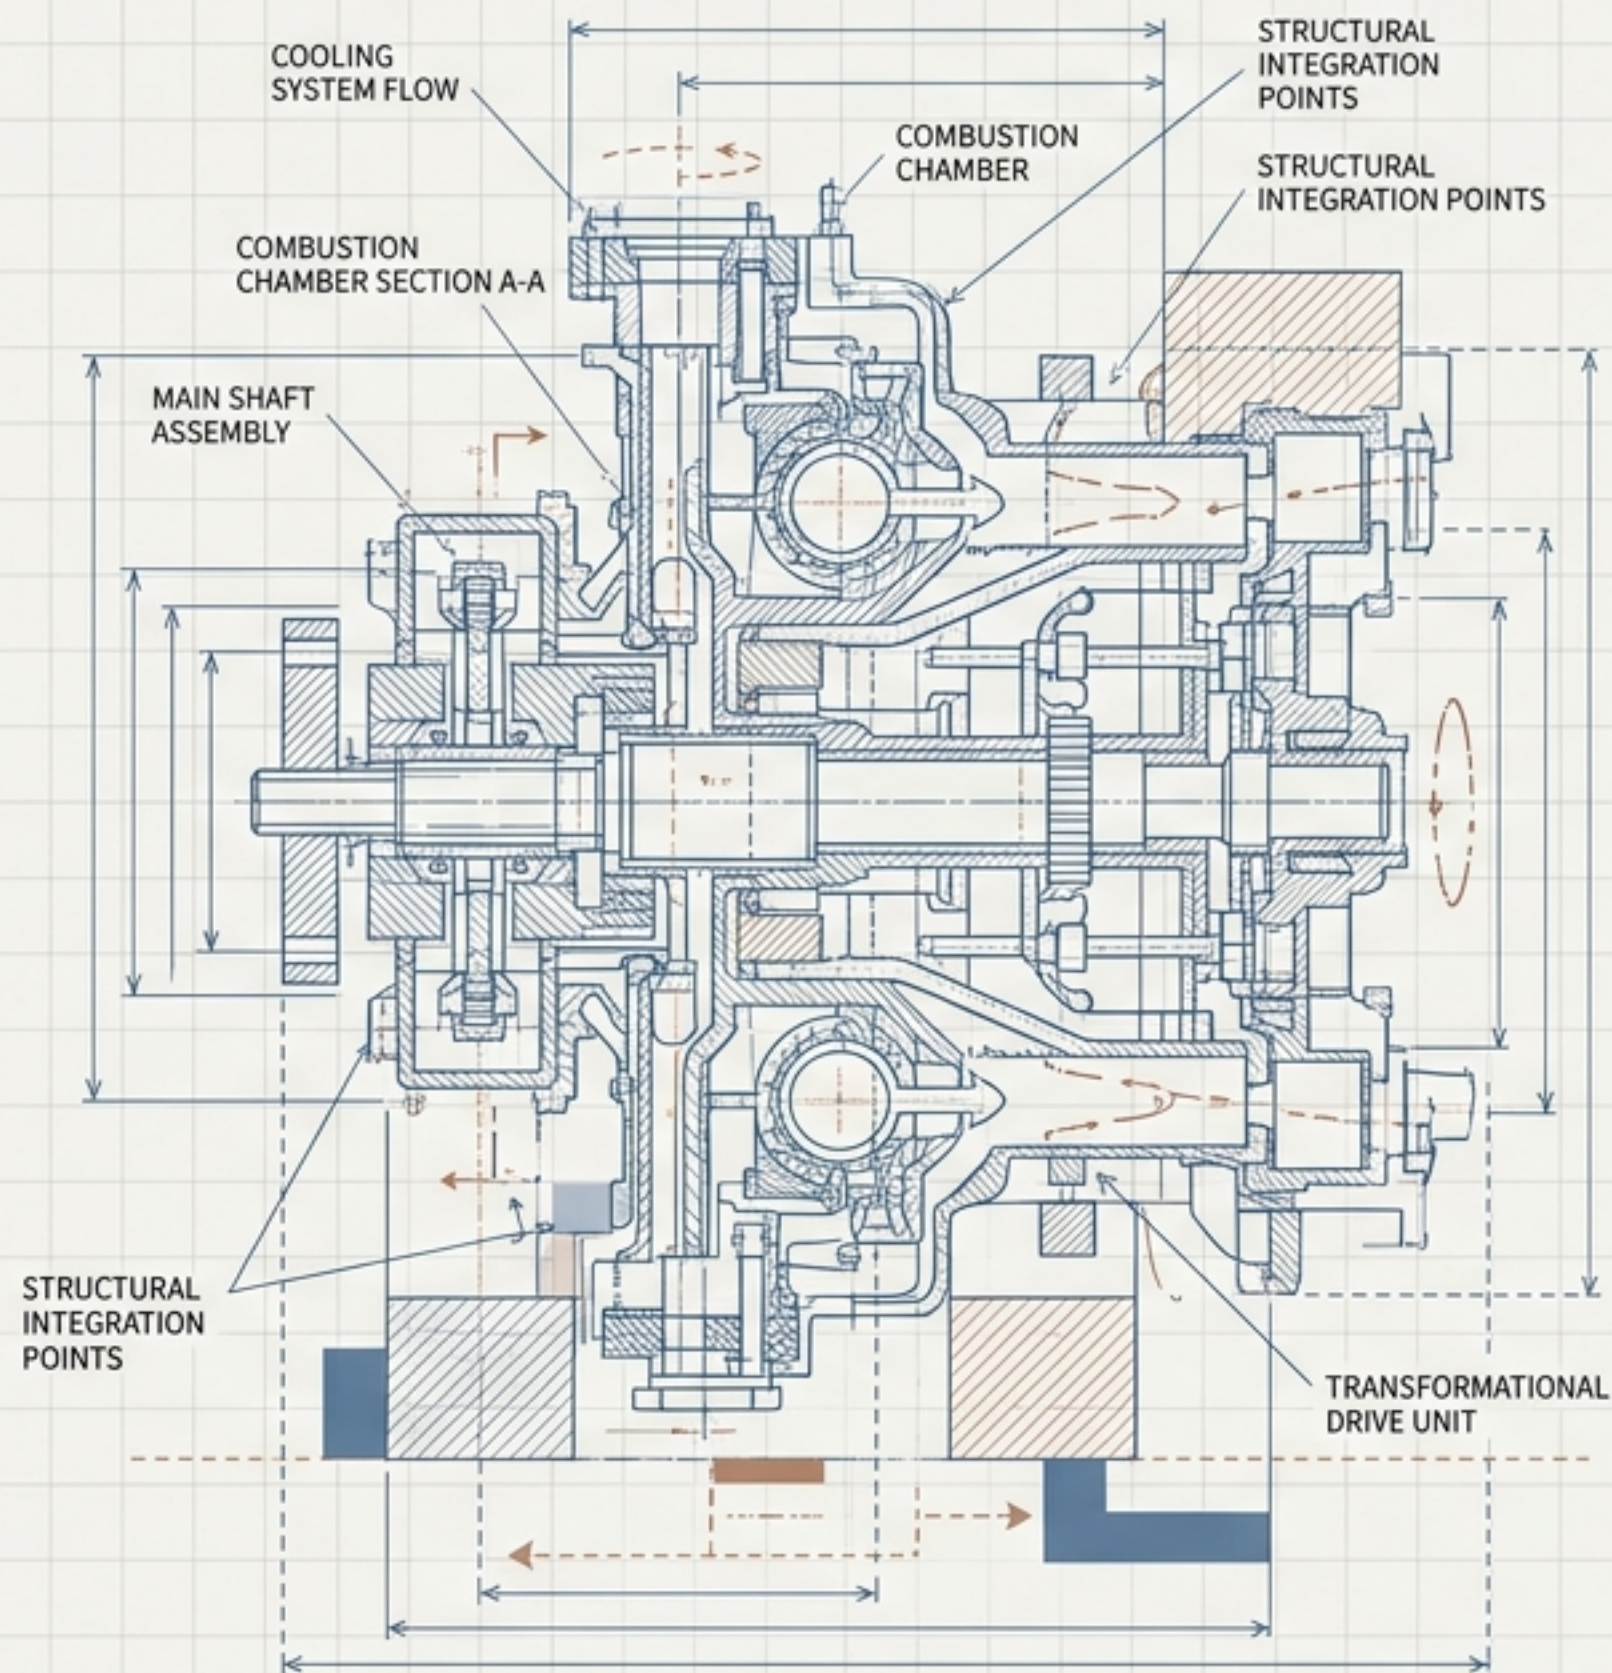 COOLING
SYSTEM FLOW
STRUCTURAL
INTEGRATION
POINTS
COMBUSTION
CHAMBER
STRUCTURAL
INTEGRATION POINTS
COMBUSTION
CHAMBER SECTION A-A
MAIN SHAFT
ASSEMBLY
STRUCTURAL
INTEGRATION
POINTS
TRANSFORMATIONAL
DRIVE UNIT